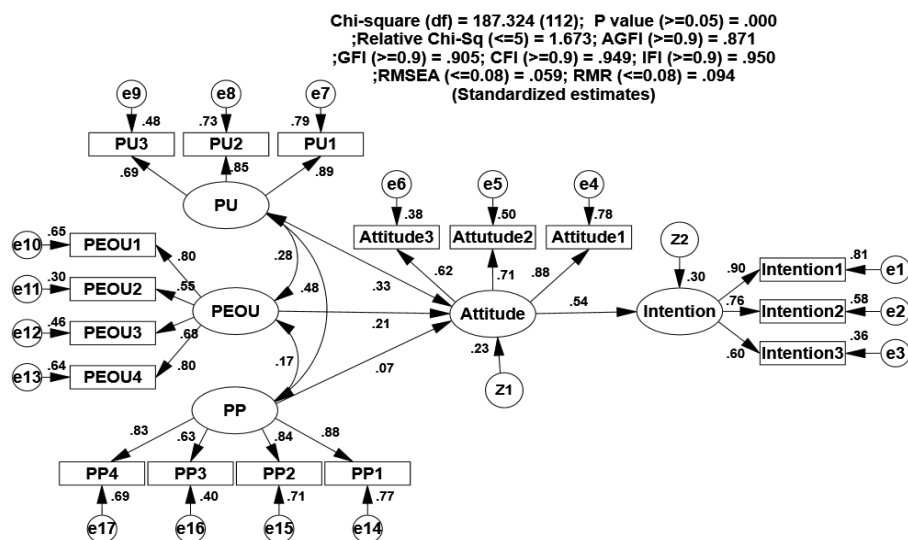 Chi-square (df) = 187.324 (112);  P value (>=0.05) = .000
;Relative Chi-Sq (<=5) = 1.673; AGFI (>=0.9) = .871
;GFI (>=0.9) = .905; CFI (>=0.9) = .949; IFI (>=0.9) = .950
;RMSEA (<=0.08) = .059; RMR (<=0.08) = .094
(Standardized estimates)
e9 e8 e7
.48 .73 .79
PU3 PU2 PU1
.69 .85 .89
PU
e6 e5 e4
.38 .50 .78
Attitude3 Attutude2 Attitude1
.62 .71 .88
e10 .65 PEOU1 .80
e11 .30 PEOU2 .55
e12 .46 PEOU3 .68
e13 .64 PEOU4 .80
PEOU
.28 .48 .33
.21
.17 .07
Attitude
.23
Z1
.54
Z2
.30
Intention
.90 Intention1 .81 e1
.76 Intention2 .58 e2
.60 Intention3 .36 e3
PP
.83 .63 .84 .88
PP4 PP3 PP2 PP1
.69 .40 .71 .77
e17 e16 e15 e14